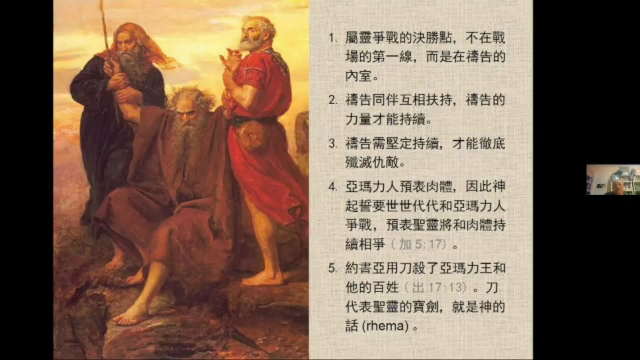 1. 屬靈爭戰的決勝點，不在戰
場的第一線，而是在禱告的
內室。
2. 禱告同伴互相扶持，禱告的
力量才能持續。
3. 禱告需堅定持續，才能徹底
殲滅仇敵。
4. 亞瑪力人預表肉體，因此神
起誓要世世代代和亞瑪力人
爭戰，預表聖靈將和肉體持
續相爭（加 5:17）。
5. 約書亞用刀殺了亞瑪力王和
他的百姓（出 17:13）。刀
代表聖靈的寶劍，就是神的
話 (rhema) 。